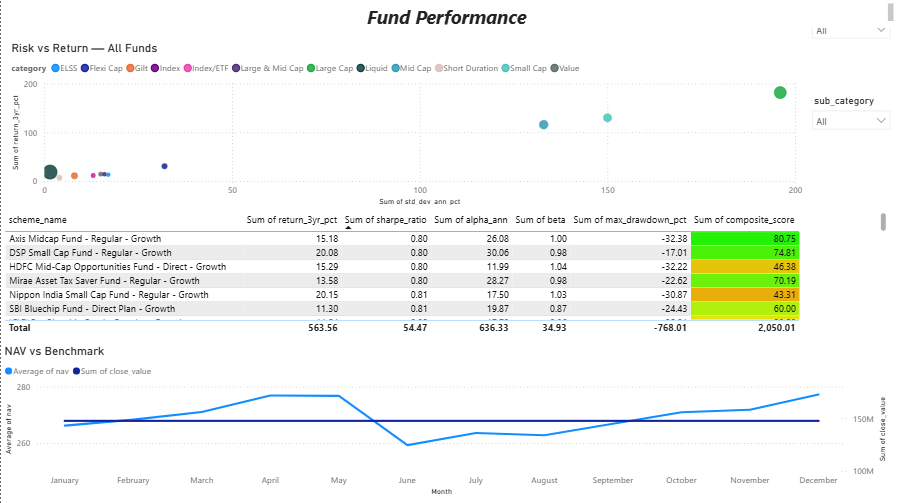 Fund Performance
All
Risk vs Return — All Funds
category ELSS Flexi Cap Gilt Index Index/ETF Large & Mid Cap Large Cap Liquid Mid Cap Short Duration Small Cap Value
sub_category
All
Sum of return_3yr_pct
200
100
0
0 50 100 150 200
Sum of std_dev_ann_pct
scheme_name Sum of return_3yr_pct Sum of sharpe_ratio Sum of alpha_ann Sum of beta Sum of max_drawdown_pct Sum of composite_score
Axis Midcap Fund - Regular - Growth 15.18 0.80 26.08 1.00 -32.38 80.75
DSP Small Cap Fund - Regular - Growth 20.08 0.80 30.06 0.98 -17.01 74.81
HDFC Mid-Cap Opportunities Fund - Direct - Growth 15.29 0.80 11.99 1.04 -32.22 46.38
Mirae Asset Tax Saver Fund - Regular - Growth 13.58 0.80 28.27 0.98 -22.62 70.19
Nippon India Small Cap Fund - Regular - Growth 20.15 0.81 17.50 1.03 -30.87 43.31
SBI Bluechip Fund - Direct Plan - Growth 11.30 0.81 19.87 0.87 -24.43 60.00
Total 563.56 54.47 636.33 34.93 -768.01 2,050.01
NAV vs Benchmark
Average of nav Sum of close_value
Average of nav
280
260
150M
100M
Sum of close_value
January February March April May June July August September October November December
Month